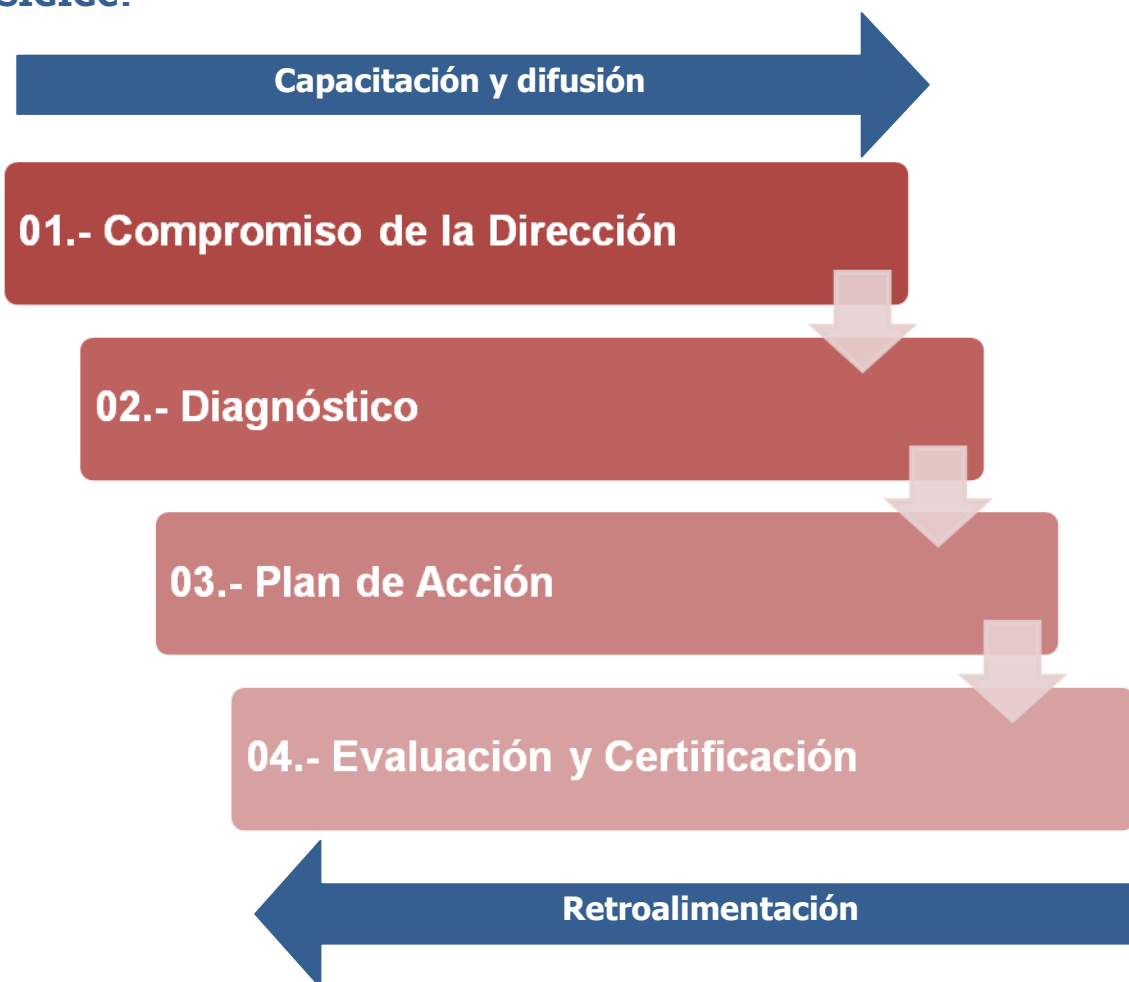 Capacitación y difusión
01.- Compromiso de la Dirección
02.- Diagnóstico
03.- Plan de Acción
04.- Evaluación y Certificación
Retroalimentación